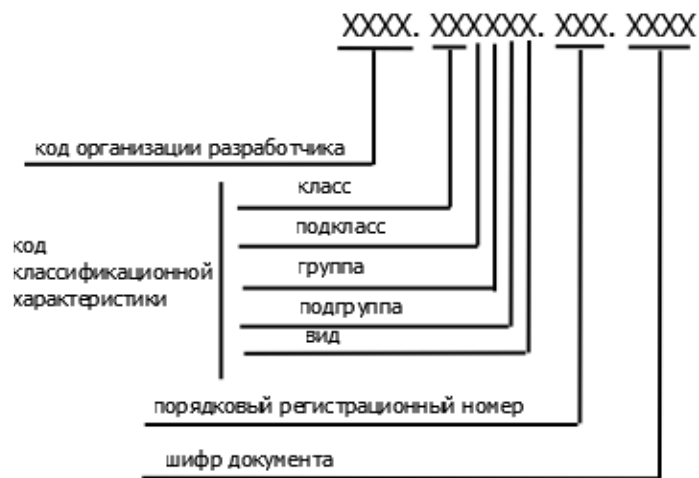 XXXX. XXXXXX. XXX. XXXX
код организации разработчика
класс
подкласс
код
классификационной
характеристики
группа
подгруппа
вид
порядковый регистрационный номер
шифр документа